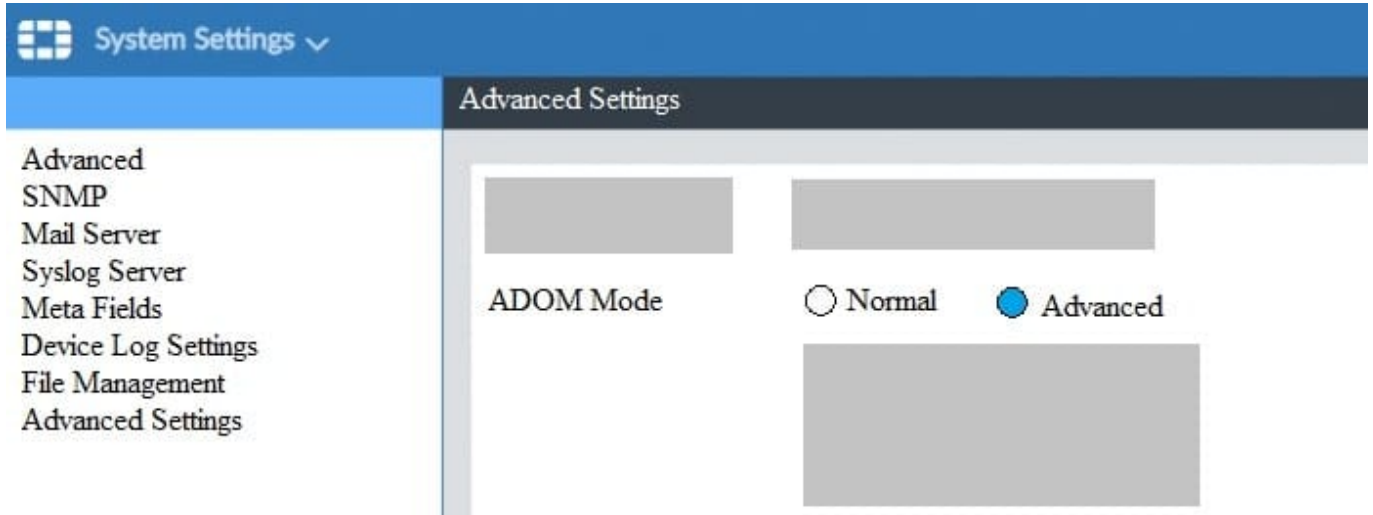 System Settings
Advanced Settings
Advanced
SNMP
Mail Server
Syslog Server
Meta Fields
Device Log Settings
File Management
Advanced Settings
ADOM Mode Normal Advanced